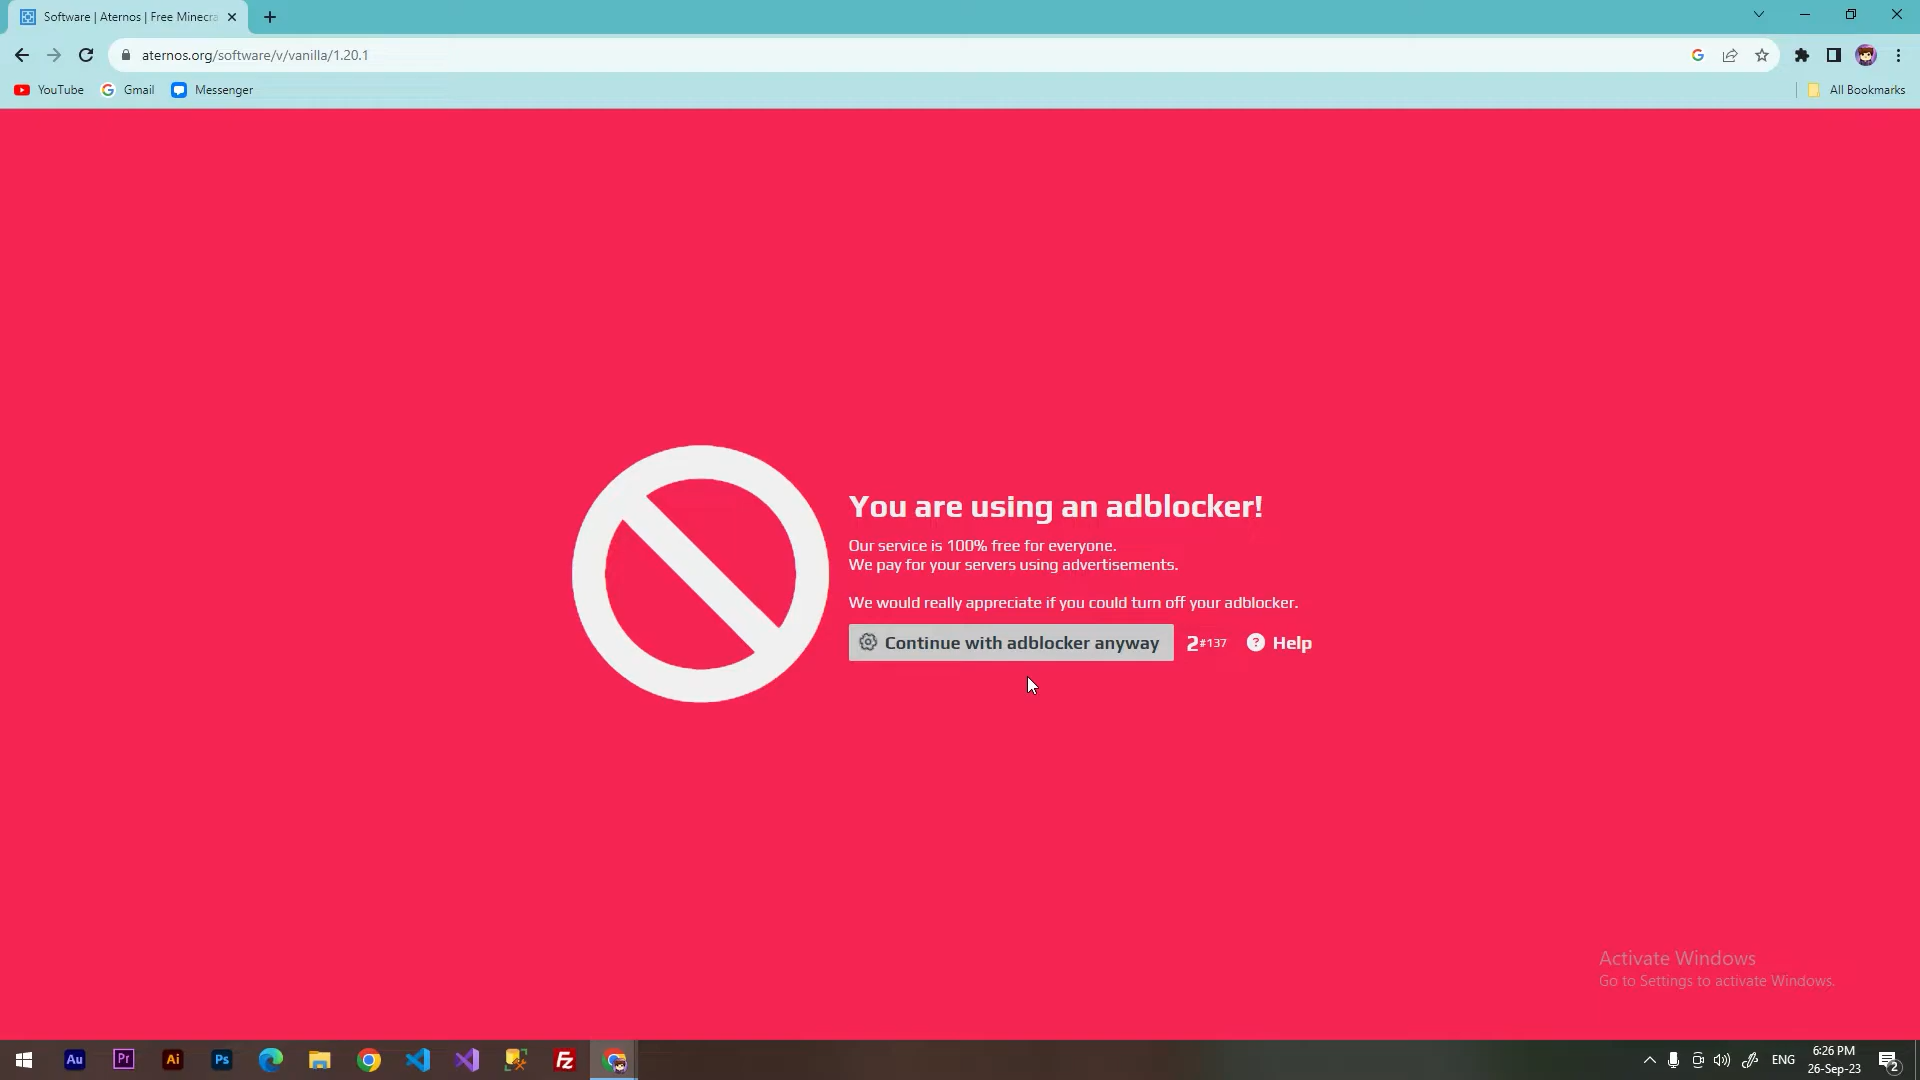 Software | Aternos | Free Minecra
aternos.org/software/v/vanilla/1.20.1
YouTube
Gmail
Messenger
All Bookmarks
You are using an adblocker!
Our service is 100% free for everyone.
We pay for your servers using advertisements.
We would really appreciate if you could turn off your adblocker.
Continue with adblocker anyway
2#137
? Help
Activate Windows
Go to Settings to activate Windows.
Au
Pr
Ai
Ps
Fz
ENG
6:26 PM
26-Sep-23
2